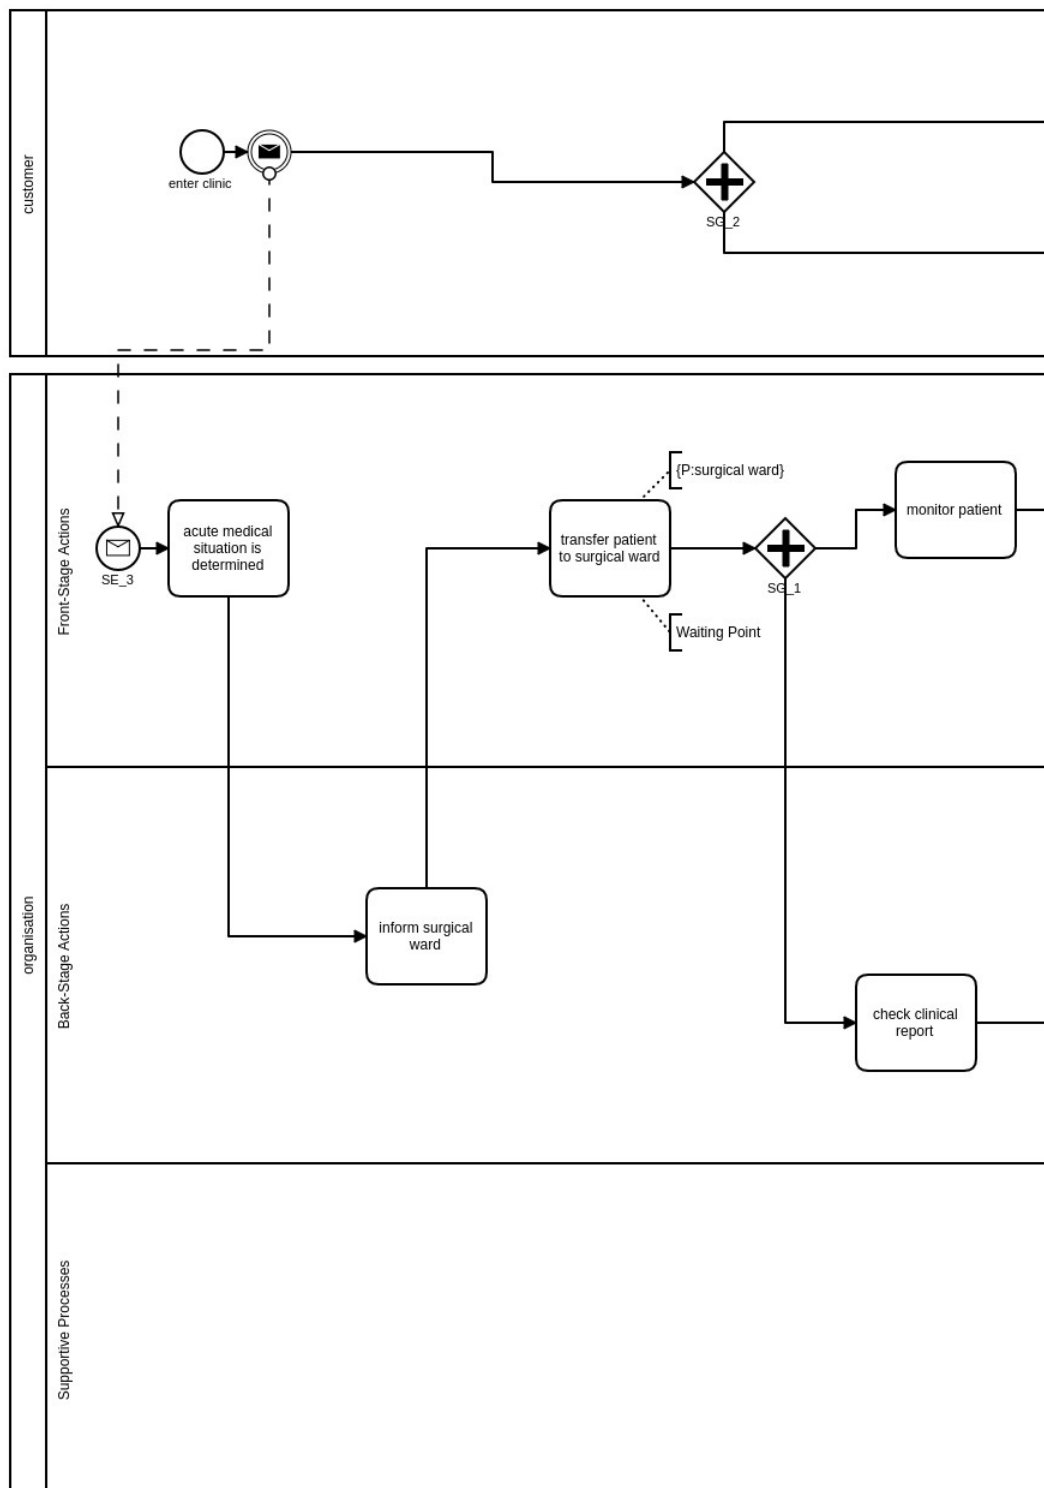 customer
enter clinic
SG_2
organisation
Front-Stage Actions
SE_3
acute medical
situation is
determined
{P:surgical ward}
transfer patient
to surgical ward
Waiting Point
SG_1
monitor patient
Back-Stage Actions
inform surgical
ward
check clinical
report
Supportive Processes